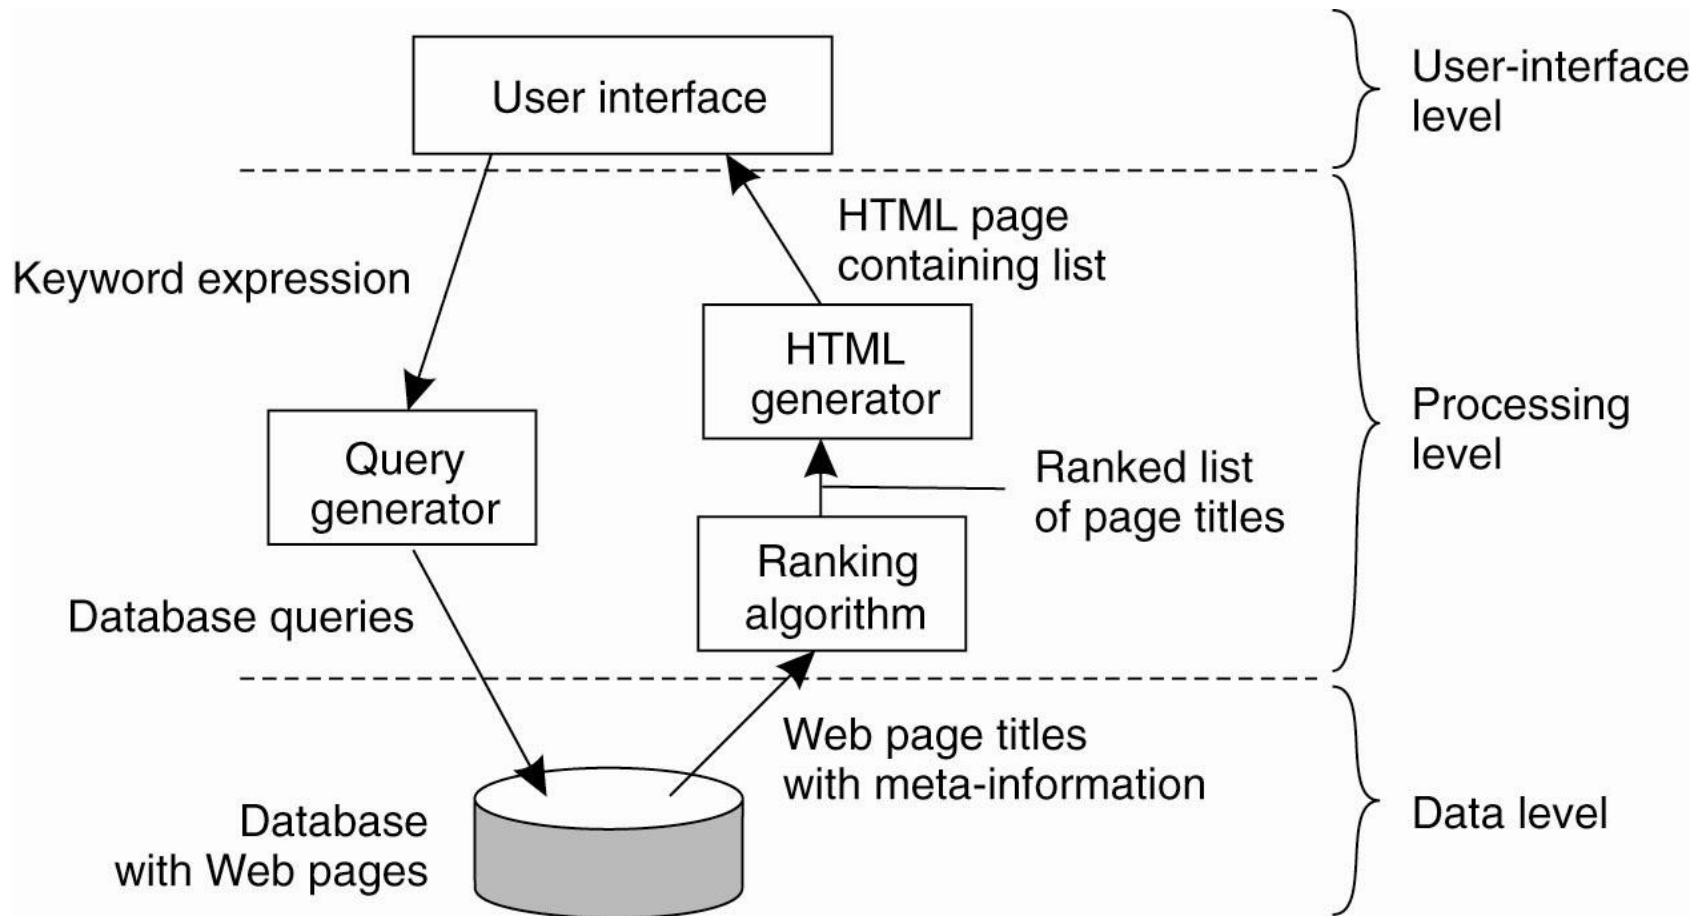 User interface
User-interface
level
HTML page
containing list
Keyword expression
HTML
generator
Processing
level
Query
generator
Ranked list
of page titles
Ranking
algorithm
Database queries
Web page titles
with meta-information
Database
with Web pages
Data level